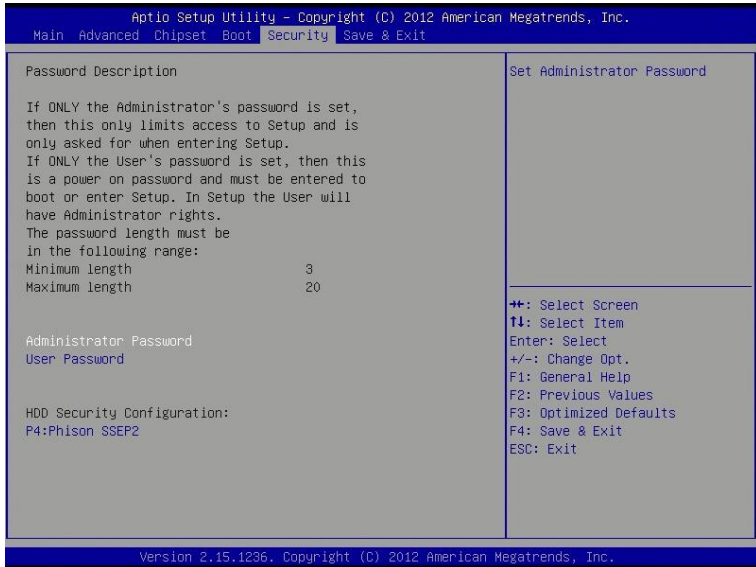 Aptio Setup Utility – Copyright (C) 2012 American Megatrends, Inc.
Main Advanced Chipset Boot Security Save & Exit
Password Description
If ONLY the Administrator's password is set,
then this only limits access to Setup and is
only asked for when entering Setup.
If ONLY the User's password is set, then this
is a power on password and must be entered to
boot or enter Setup. In Setup the User will
have Administrator rights.
The password length must be
in the following range:
Minimum length 3
Maximum length 20
Administrator Password
User Password
HDD Security Configuration:
P4:Phison SSEP2
Set Administrator Password
→←: Select Screen
↑↓: Select Item
Enter: Select
+/-: Change Opt.
F1: General Help
F2: Previous Values
F3: Optimized Defaults
F4: Save & Exit
ESC: Exit
Version 2.15.1236. Copyright (C) 2012 American Megatrends, Inc.